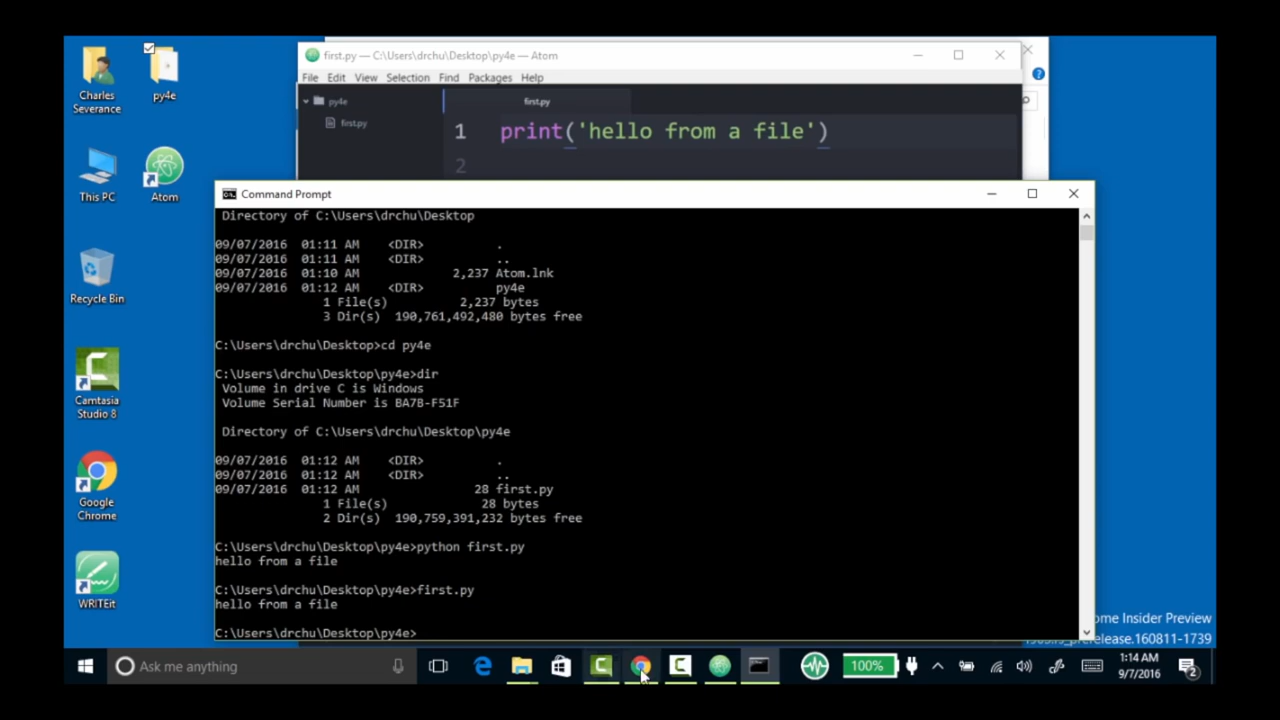 Charles
Severance
py4e
This PC
Atom
Recycle Bin
Camtasia
Studio 8
Google
Chrome
WRITEit
first.py — C:\Users\drchu\Desktop\py4e — Atom
File Edit View Selection Find Packages Help
py4e
first.py
first.py
1 print('hello from a file')
2
Command Prompt
Directory of C:\Users\drchu\Desktop
09/07/2016 01:11 AM <DIR> .
09/07/2016 01:11 AM <DIR> ..
09/07/2016 01:10 AM 2,237 Atom.lnk
09/07/2016 01:12 AM <DIR> py4e
1 File(s) 2,237 bytes
3 Dir(s) 190,761,492,480 bytes free
C:\Users\drchu\Desktop>cd py4e
C:\Users\drchu\Desktop\py4e>dir
Volume in drive C is Windows
Volume Serial Number is BA7B-F51F
Directory of C:\Users\drchu\Desktop\py4e
09/07/2016 01:12 AM <DIR> .
09/07/2016 01:12 AM <DIR> ..
09/07/2016 01:12 AM 28 first.py
1 File(s) 28 bytes
2 Dir(s) 190,759,391,232 bytes free
C:\Users\drchu\Desktop\py4e>python first.py
hello from a file
C:\Users\drchu\Desktop\py4e>first.py
hello from a file
C:\Users\drchu\Desktop\py4e>
ome Insider Preview
prerelease.160811-1739
Ask me anything
100%
1:14 AM
9/7/2016
2